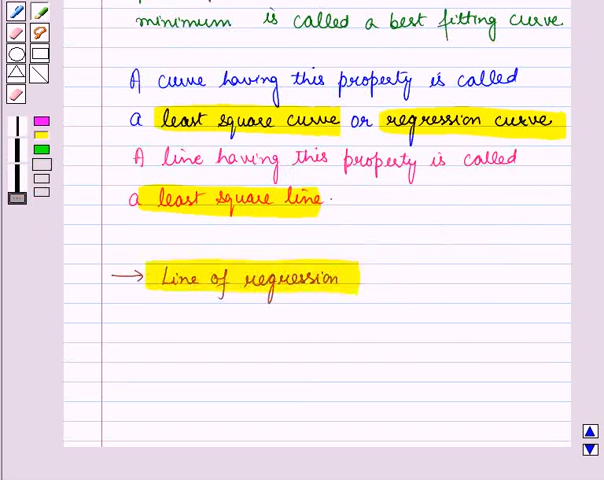 minimum is called a best fitting curve
A curve having this property is called
a least square curve or regression curve
A line having this property is called
a least square line.
→ Line of regression